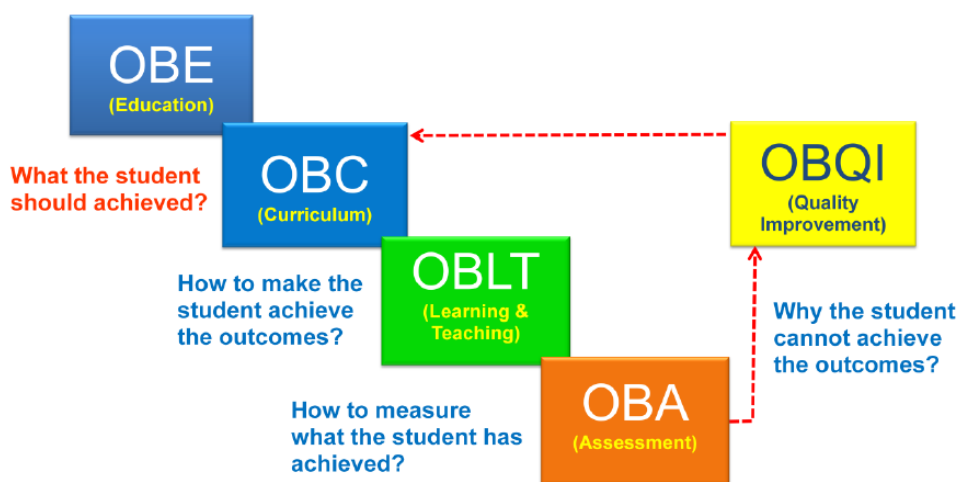 OBE
(Education)
What the student
should achieved?
OBC
(Curriculum)
OBQI
(Quality
Improvement)
How to make the
student achieve
the outcomes?
OBLT
(Learning &
Teaching)
Why the student
cannot achieve
the outcomes?
How to measure
what the student has
achieved?
OBA
(Assessment)